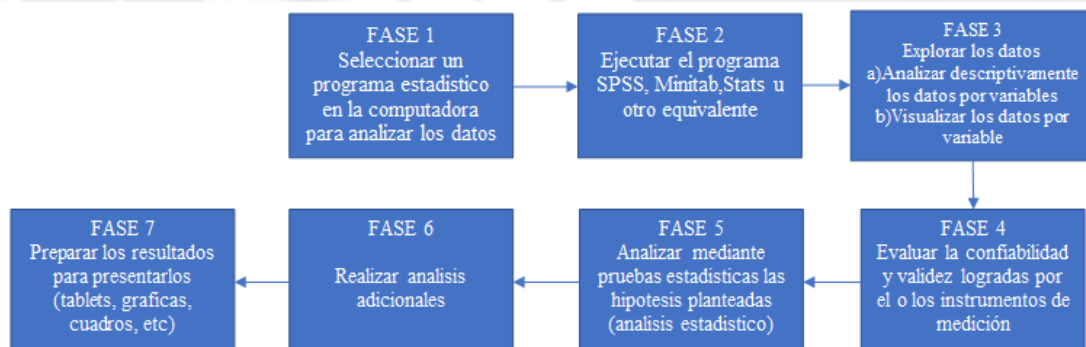 FASE 1
Seleccionar un
programa estadistico
en la computadora
para analizar los datos
FASE 2
Ejecutar el programa
SPSS, Minitab,Stats u
otro equivalente
FASE 3
Explorar los datos
a)Analizar descriptivamente
los datos por variables
b)Visualizar los datos por
variable
FASE 4
Evaluar la confiabilidad
y validez logradas por
el o los instrumentos de
medición
FASE 5
Analizar mediante
pruebas estadisticas las
hipotesis planteadas
(analisis estadistico)
FASE 6
Realizar analisis
adicionales
FASE 7
Preparar los resultados
para presentarlos
(tablets, graficas,
cuadros, etc)